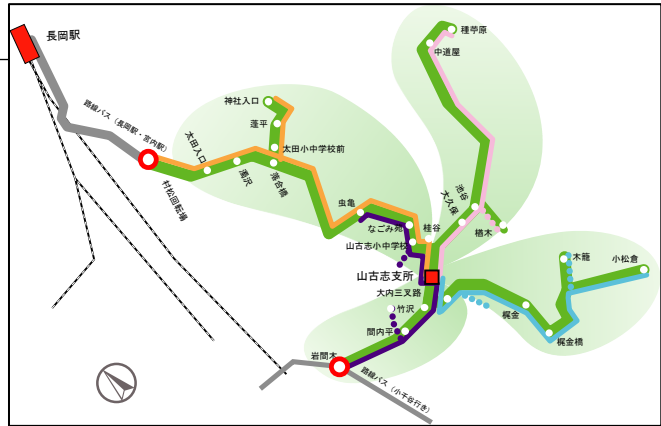 長岡駅
路線バス(長岡駅・宮内駅)
村松回転場
太田入口
濁沢
落合橋
太田小中学校前
蓬平
神社入口
虫亀
なごみ苑
山古志小中学校
桂谷
山古志支所
種苧原
中道屋
池谷
大久保
楢木
大内三叉路
竹沢
間内平
岩間木
路線バス(小千谷行き)
梶金
梶金橋
木籠
小松倉